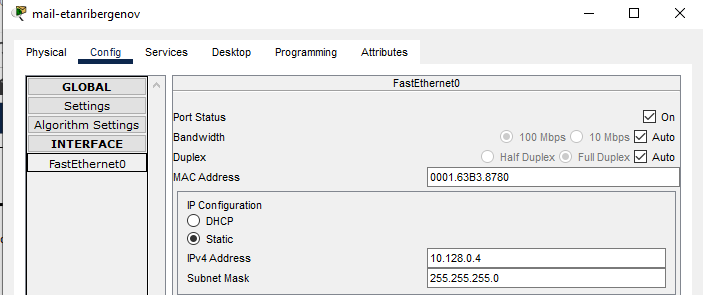 mail-etanribergenov
Physical Config Services Desktop Programming Attributes
GLOBAL
Settings
Algorithm Settings
INTERFACE
FastEthernet0
FastEthernet0
Port Status On
Bandwidth 100 Mbps 10 Mbps Auto
Duplex Half Duplex Full Duplex Auto
MAC Address 0001.63B3.8780
IP Configuration
DHCP
Static
IPv4 Address 10.128.0.4
Subnet Mask 255.255.255.0